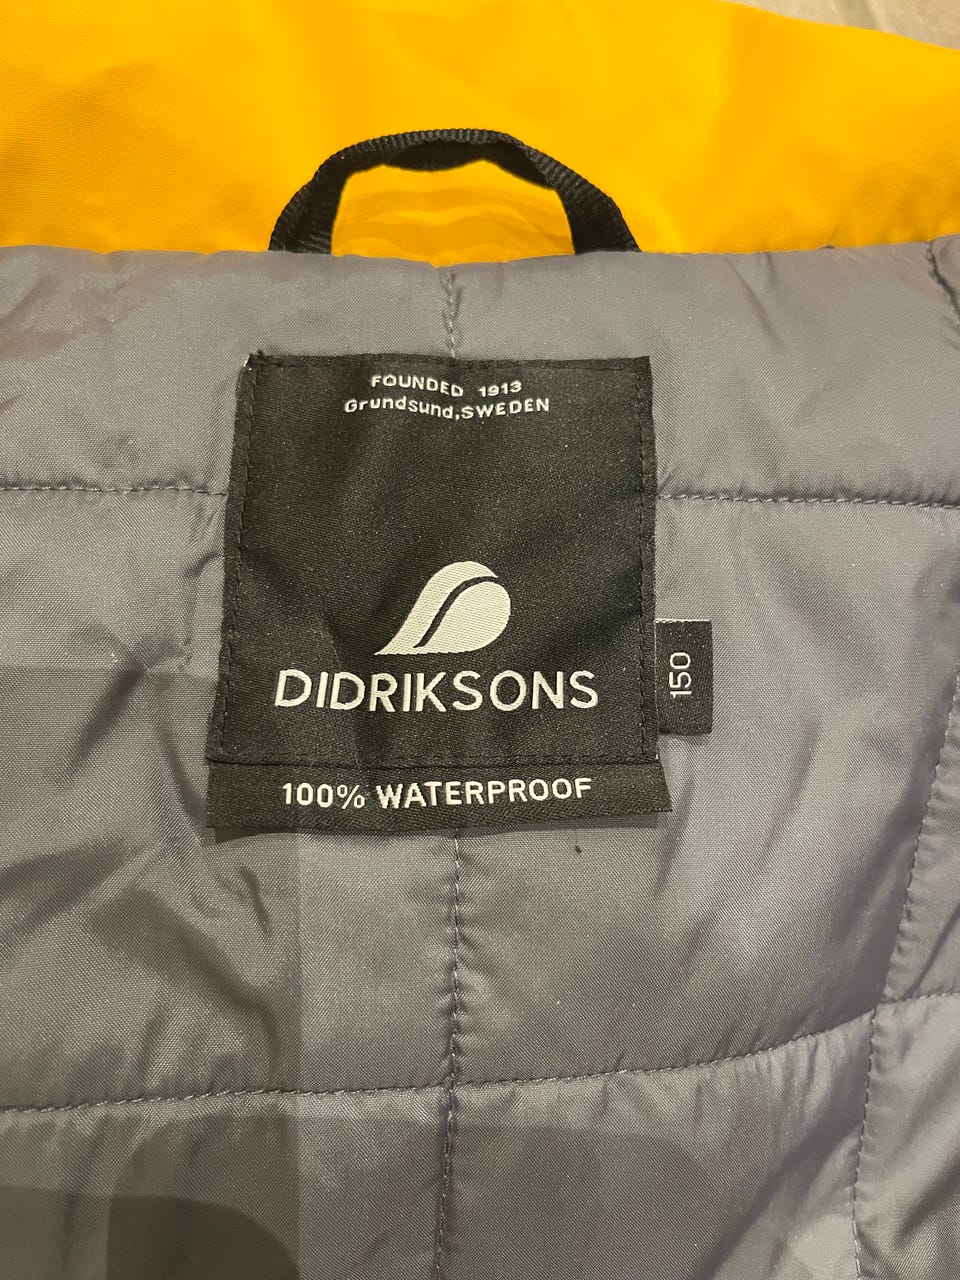 FOUNDED 1913
Grundsund,SWEDEN
DIDRIKSONS
150
100% WATERPROOF